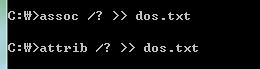 C:\>assoc /? >> dos.txt
C:\>attrib /? >> dos.txt